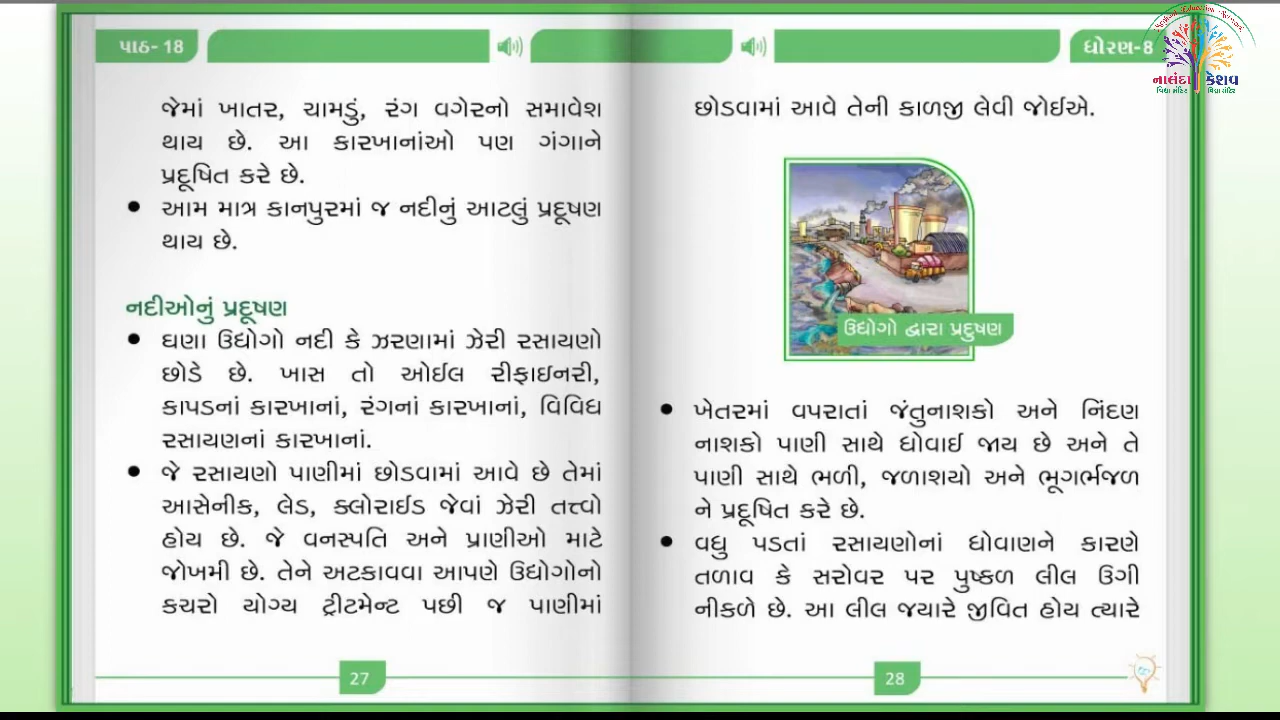 પાઠ- 18
જેમાં ખાતર, ચામડું, રંગ વગેરનો સમાવેશ
થાય છે. આ કારખાનાંઓ પણ ગંગાને
પ્રદૂષિત કરે છે.
● આમ માત્ર કાનપુરમાં જ નદીનું આટલું પ્રદૂષણ
થાય છે.
નદીઓનું પ્રદૂષણ
● ઘણા ઉદ્યોગો નદી કે ઝરણામાં ઝેરી રસાયણો
છોડે છે. ખાસ તો ઓઈલ રીફાઇનરી,
કાપડનાં કારખાનાં, રંગનાં કારખાનાં, વિવિધ
રસાયણનાં કારખાનાં.
● જે રસાયણો પાણીમાં છોડવામાં આવે છે તેમાં
આસેનીક, લેડ, ક્લોરાઈડ જેવાં ઝેરી તત્ત્વો
હોય છે. જે વનસ્પતિ અને પ્રાણીઓ માટે
જોખમી છે. તેને અટકાવવા આપણે ઉદ્યોગોનો
કચરો યોગ્ય ટ્રીટમેન્ટ પછી જ પાણીમાં
27
ધોરણ-8
નાલંદા કેશવ
વિદ્યા મંદિર વિદ્યા મંદિર
છોડવામાં આવે તેની કાળજી લેવી જોઈએ.
ઉદ્યોગો દ્વારા પ્રદુષણ
● ખેતરમાં વપરાતાં જંતુનાશકો અને નિંદણ
નાશકો પાણી સાથે ધોવાઈ જાય છે અને તે
પાણી સાથે ભળી, જળાશયો અને ભૂગર્ભજળ
ને પ્રદૂષિત કરે છે.
● વધુ પડતાં રસાયણોનાં ધોવાણને કારણે
તળાવ કે સરોવર પર પુષ્કળ લીલ ઉગી
નીકળે છે. આ લીલ જયારે જીવિત હોય ત્યારે
28